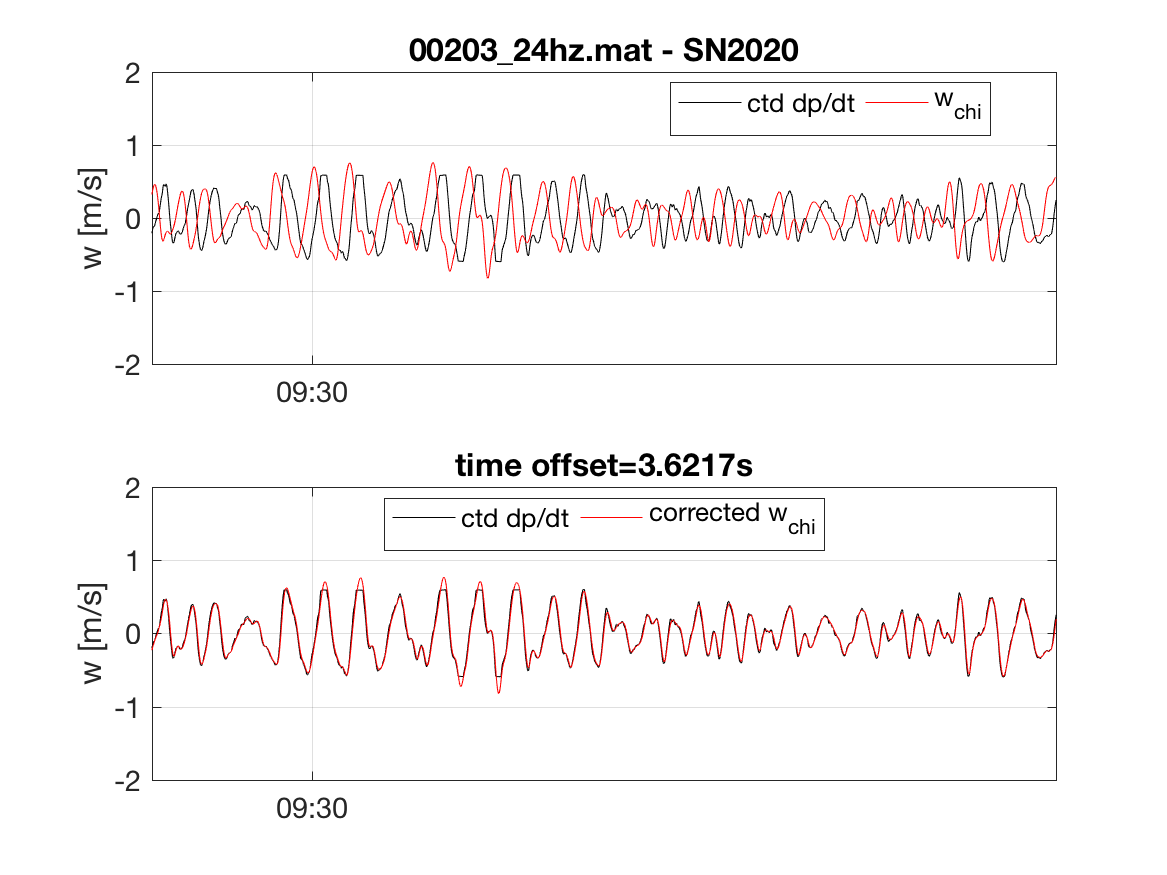 00203_24hz.mat - SN2020
ctd dp/dt w_chi
2
1
0
-1
-2
w [m/s]
09:30
time offset=3.6217s
ctd dp/dt corrected w_chi
2
1
0
-1
-2
w [m/s]
09:30